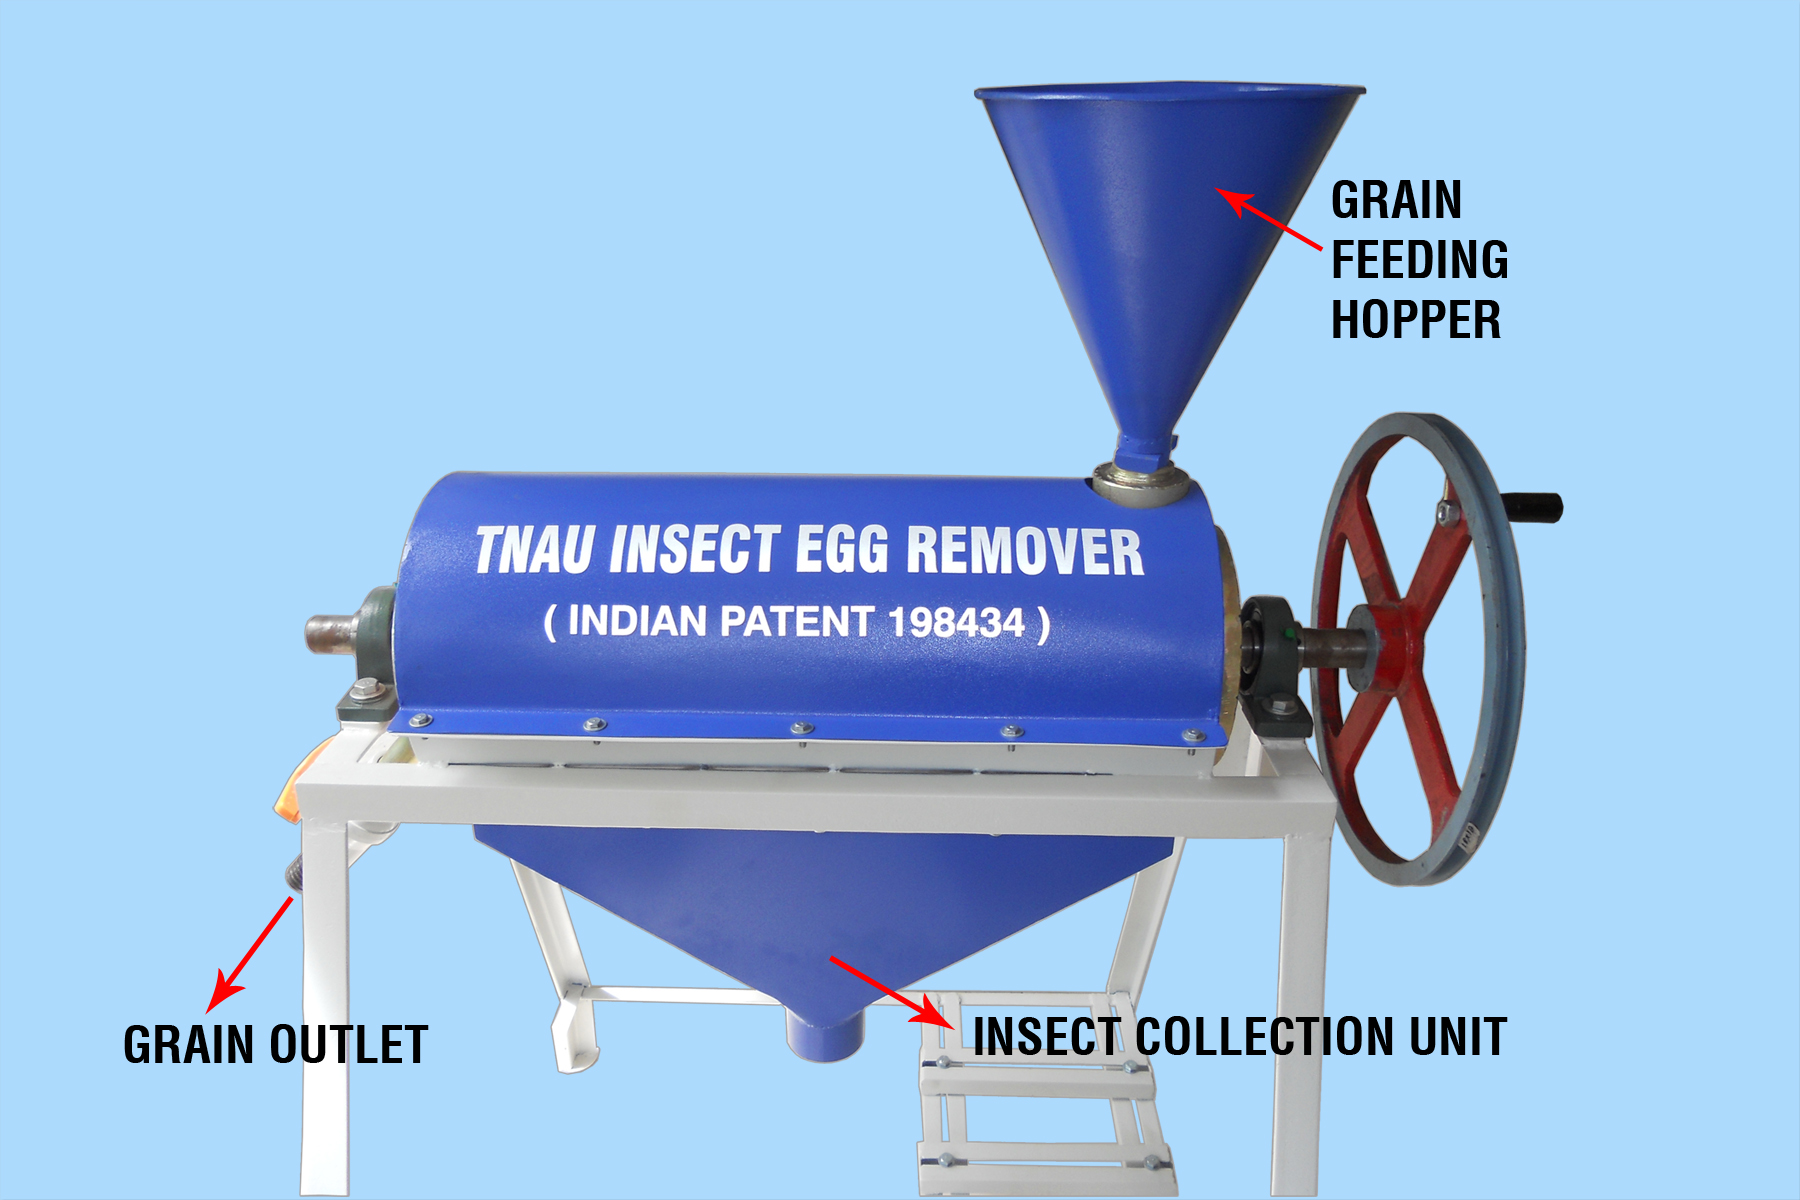 GRAIN
FEEDING
HOPPER
TNAU INSECT EGG REMOVER
( INDIAN PATENT 198434 )
GRAIN OUTLET
INSECT COLLECTION UNIT